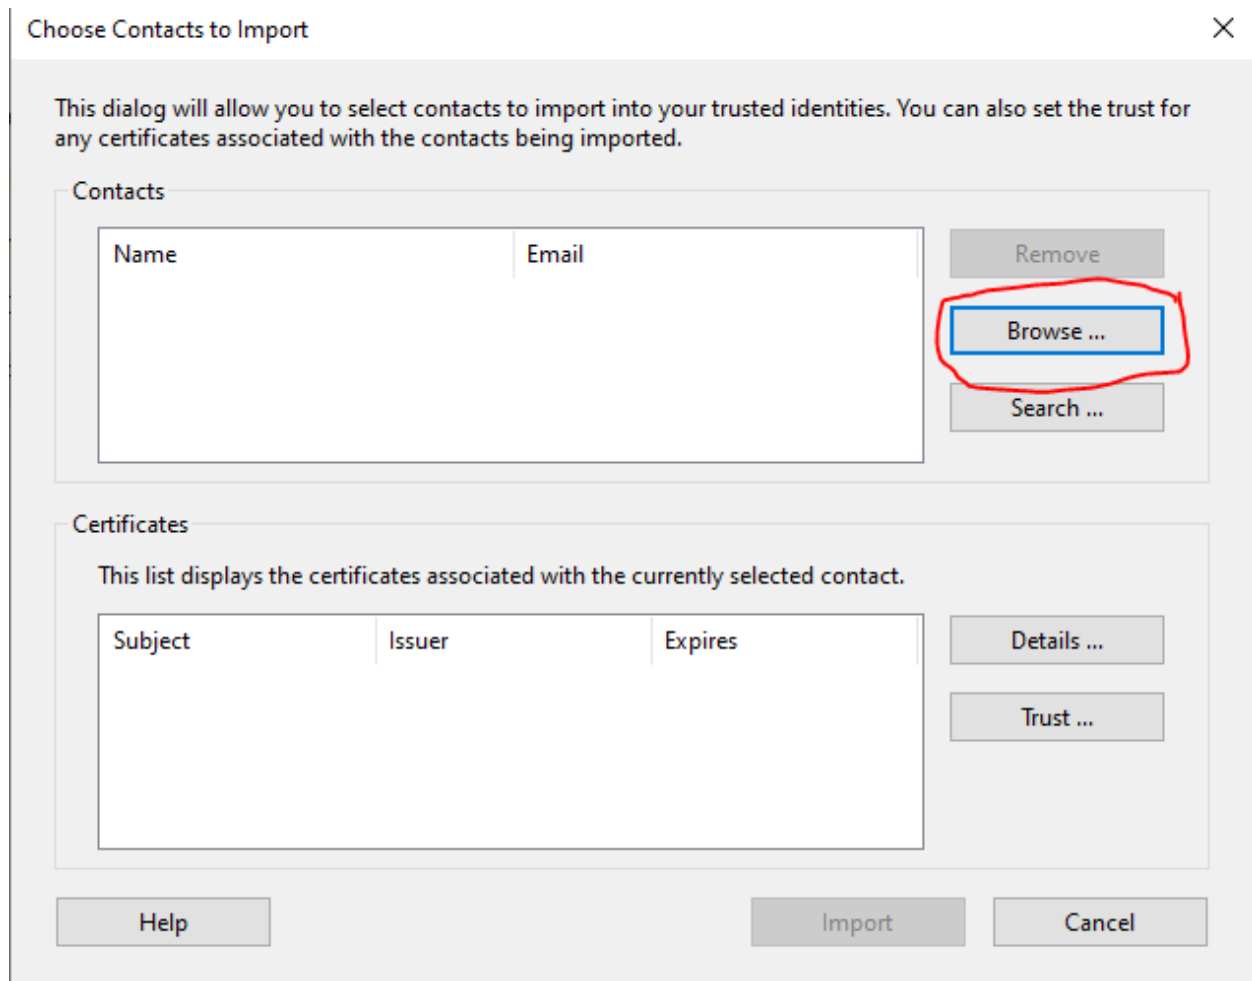 Choose Contacts to Import
This dialog will allow you to select contacts to import into your trusted identities. You can also set the trust for
any certificates associated with the contacts being imported.
Contacts
Name Email
Remove
Browse ...
Search ...
Certificates
This list displays the certificates associated with the currently selected contact.
Subject Issuer Expires
Details ...
Trust ...
Help Import Cancel